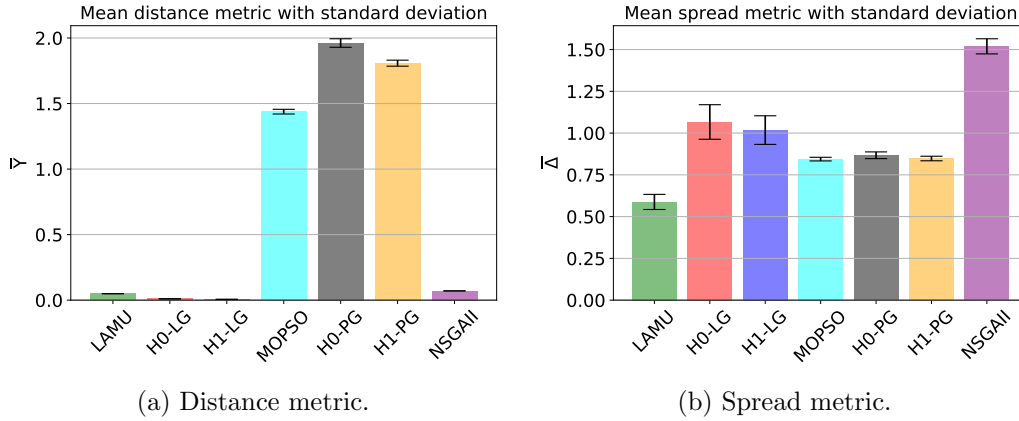 Mean distance metric with standard deviation
2.0
1.5
1.0
0.5
0.0
Ῡ
LAMU
H0-LG
H1-LG
MOPSO
H0-PG
H1-PG
NSGAII
(a) Distance metric.
Mean spread metric with standard deviation
1.50
1.25
1.00
0.75
0.50
0.25
0.00
Δ̅
LAMU
H0-LG
H1-LG
MOPSO
H0-PG
H1-PG
NSGAII
(b) Spread metric.